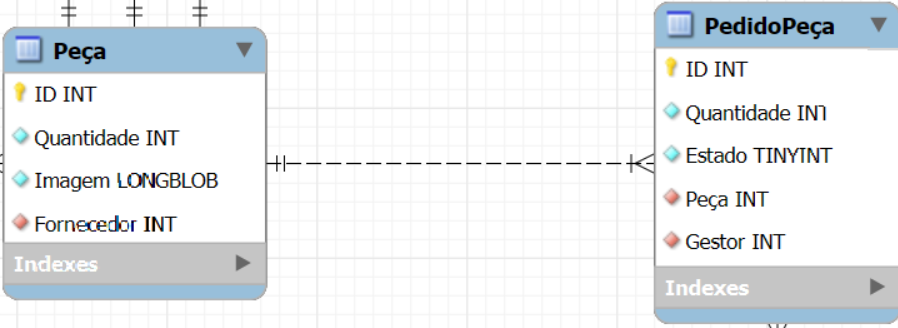 Peça
ID INT
Quantidade INT
Imagem LONGBLOB
Fornecedor INT
Indexes
PedidoPeça
ID INT
Quantidade INT
Estado TINYINT
Peça INT
Gestor INT
Indexes